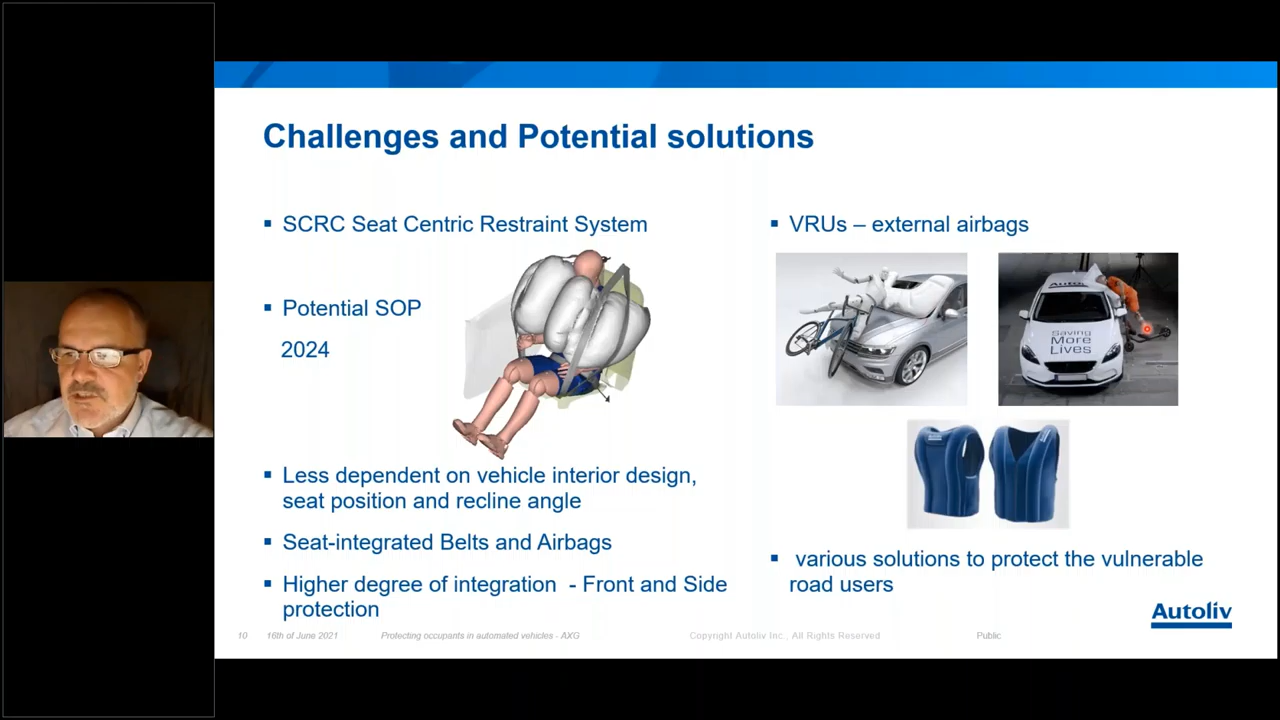 Challenges and Potential solutions
▪ SCRC Seat Centric Restraint System
▪ Potential SOP
2024
▪ Less dependent on vehicle interior design,
seat position and recline angle
▪ Seat-integrated Belts and Airbags
▪ Higher degree of integration - Front and Side
protection
▪ VRUs – external airbags
Saving
More
Lives
▪ various solutions to protect the vulnerable
road users
Autoliv
10 16th of June 2021 Protecting occupants in automated vehicles - AXG Copyright Autoliv Inc., All Rights Reserved Public